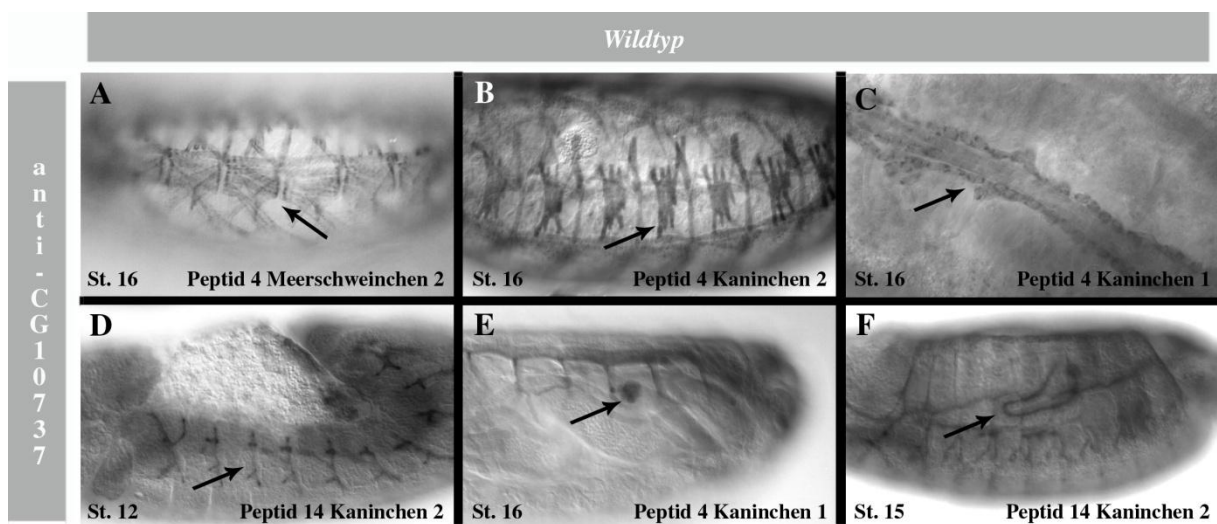 Wildtyp
anti-CG10737
A
St. 16 Peptid 4 Meerschweinchen 2
B
St. 16 Peptid 4 Kaninchen 2
C
St. 16 Peptid 4 Kaninchen 1
D
St. 12 Peptid 14 Kaninchen 2
E
St. 16 Peptid 4 Kaninchen 1
F
St. 15 Peptid 14 Kaninchen 2